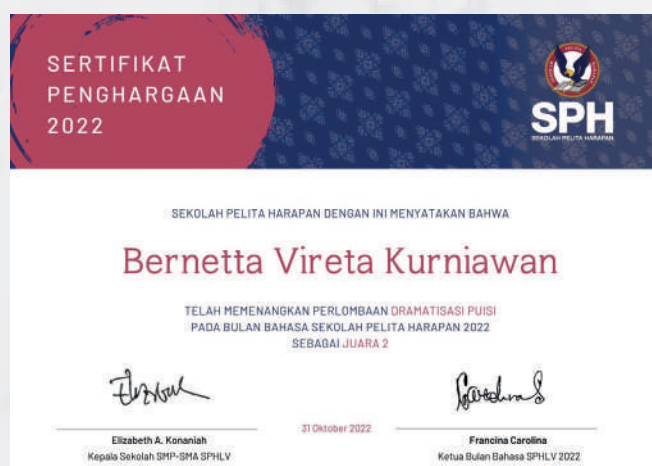 SERTIFIKAT
PENGHARGAAN
2022
SPH
SEKOLAH PELITA HARAPAN
SEKOLAH PELITA HARAPAN DENGAN INI MENYATAKAN BAHWA
Bernetta Vireta Kurniawan
TELAH MEMENANGKAN PERLOMBAAN DRAMATISASI PUISI
PADA BULAN BAHASA SEKOLAH PELITA HARAPAN 2022
SEBAGAI JUARA 2
31 Oktober 2022
Elizabeth A. Konaniah
Kepala Sekolah SMP-SMA SPHLV
Francina Carolina
Ketua Bulan Bahasa SPHLV 2022